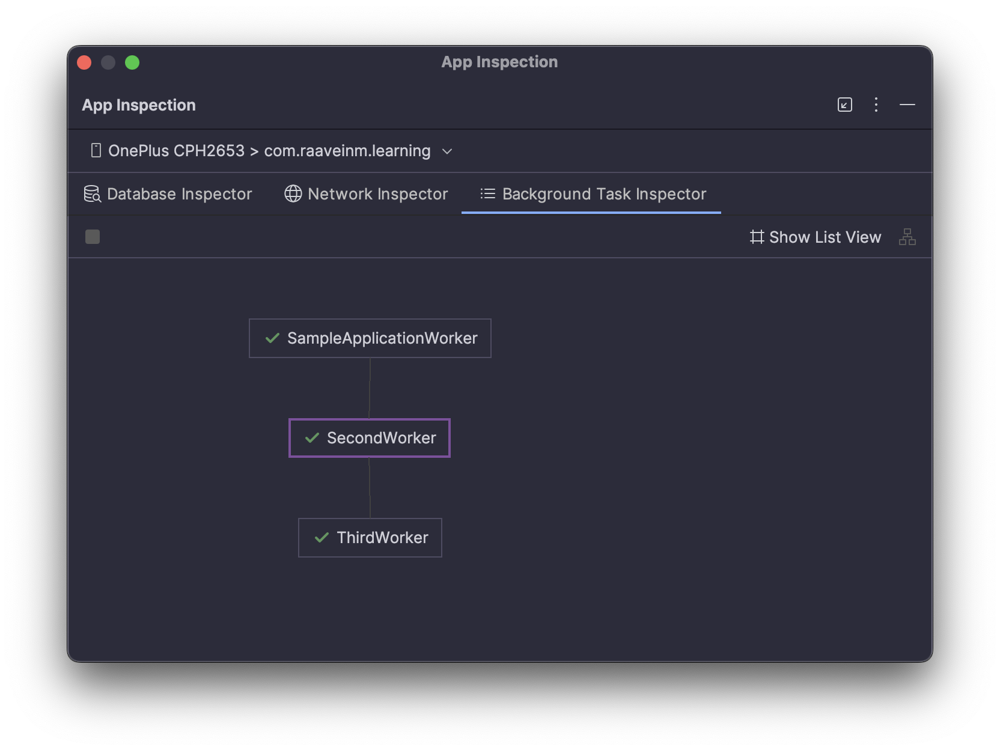 App Inspection
App Inspection
OnePlus CPH2653 > com.raaveinm.learning
Database Inspector Network Inspector Background Task Inspector
Show List View
SampleApplicationWorker
SecondWorker
ThirdWorker